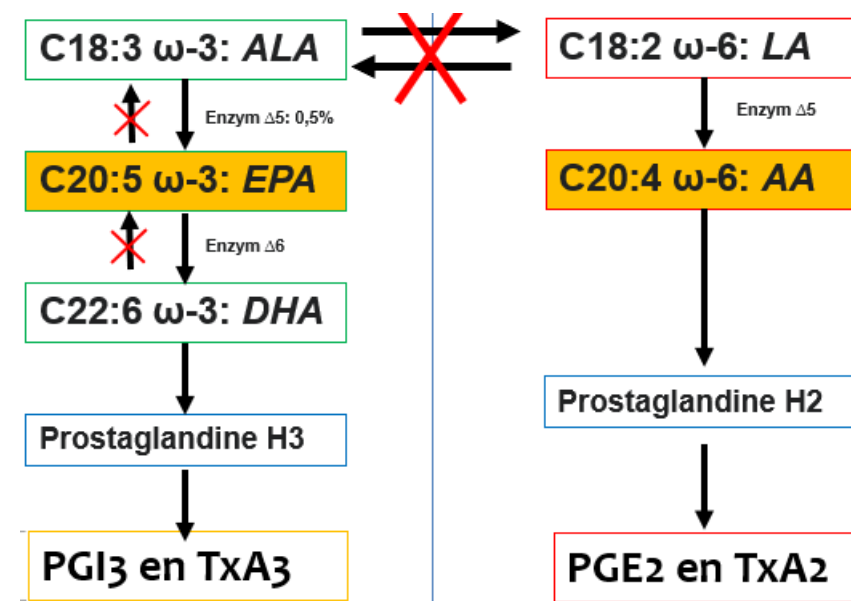 C18:3 ω-3: ALA
Enzym Δ5: 0,5%
C20:5 ω-3: EPA
Enzym Δ6
C22:6 ω-3: DHA
Prostaglandine H3
PGI3 en TxA3
C18:2 ω-6: LA
Enzym Δ5
C20:4 ω-6: AA
Prostaglandine H2
PGE2 en TxA2